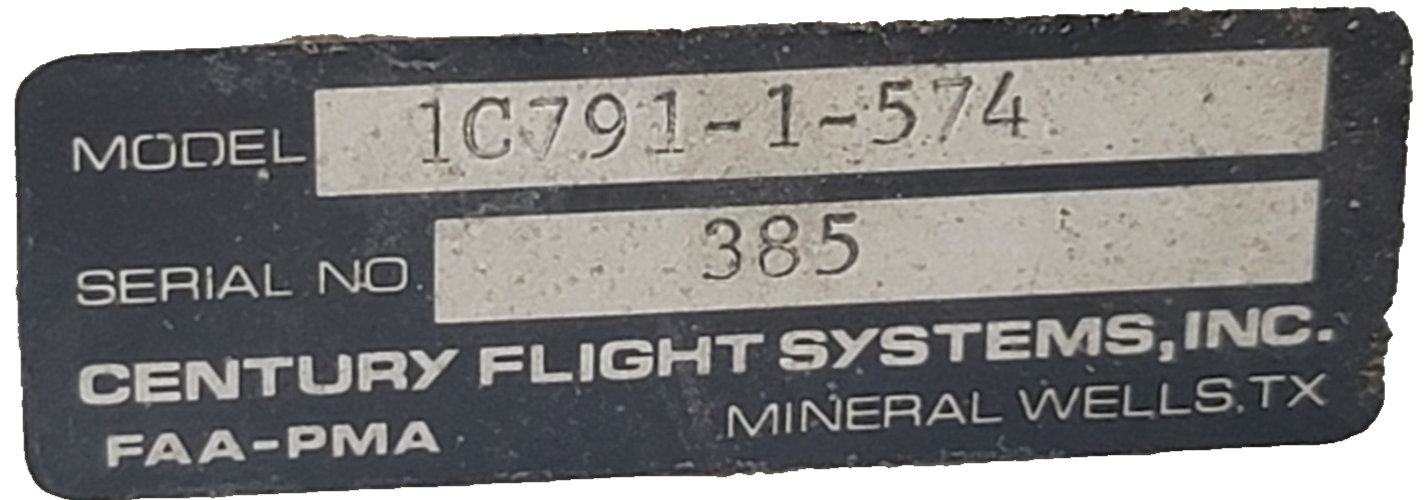 MODEL 1C791-1-574
SERIAL NO. 385
CENTURY FLIGHT SYSTEMS, INC.
FAA-PMA MINERAL WELLS, TX